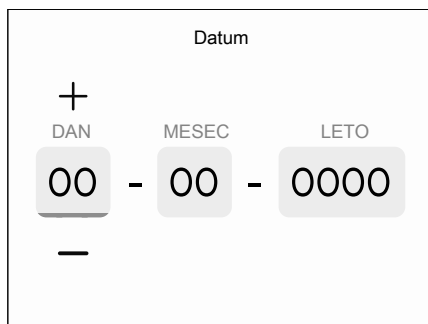 Datum
+
DAN MESEC LETO
00 - 00 - 0000
—